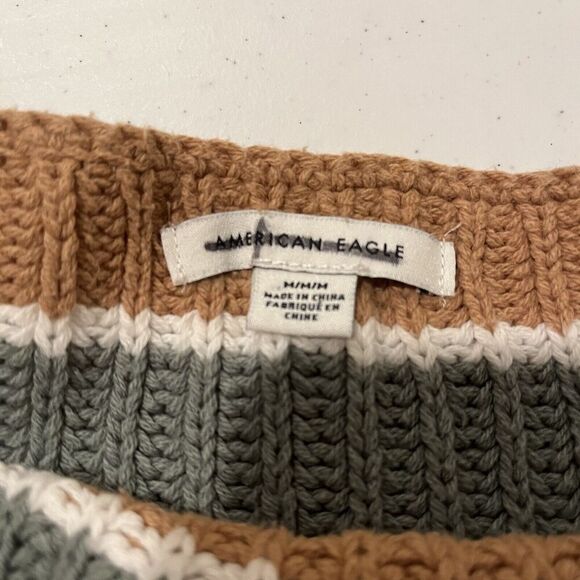 AMERICAN EAGLE
M/M/M
MADE IN CHINA
FABRIQUÉ EN
CHINE